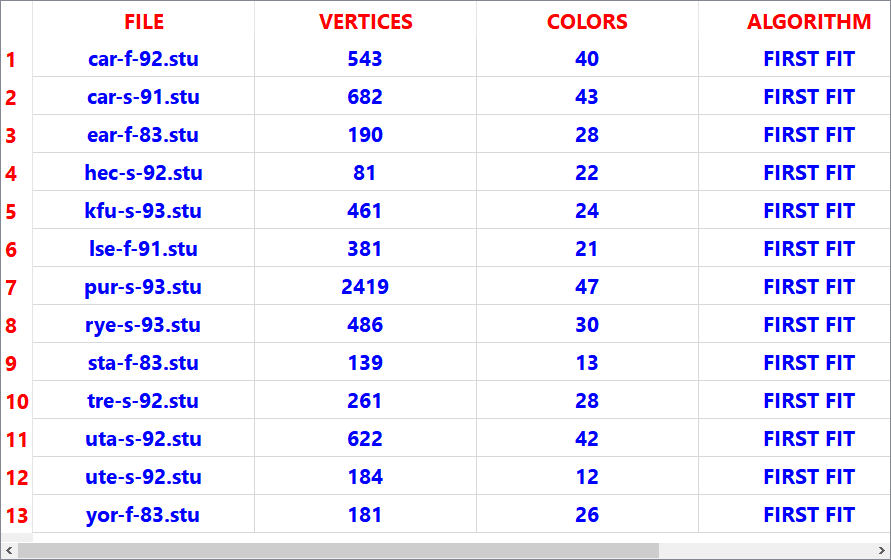 FILE VERTICES COLORS ALGORITHM
1 car-f-92.stu 543 40 FIRST FIT
2 car-s-91.stu 682 43 FIRST FIT
3 ear-f-83.stu 190 28 FIRST FIT
4 hec-s-92.stu 81 22 FIRST FIT
5 kfu-s-93.stu 461 24 FIRST FIT
6 lse-f-91.stu 381 21 FIRST FIT
7 pur-s-93.stu 2419 47 FIRST FIT
8 rye-s-93.stu 486 30 FIRST FIT
9 sta-f-83.stu 139 13 FIRST FIT
10 tre-s-92.stu 261 28 FIRST FIT
11 uta-s-92.stu 622 42 FIRST FIT
12 ute-s-92.stu 184 12 FIRST FIT
13 yor-f-83.stu 181 26 FIRST FIT